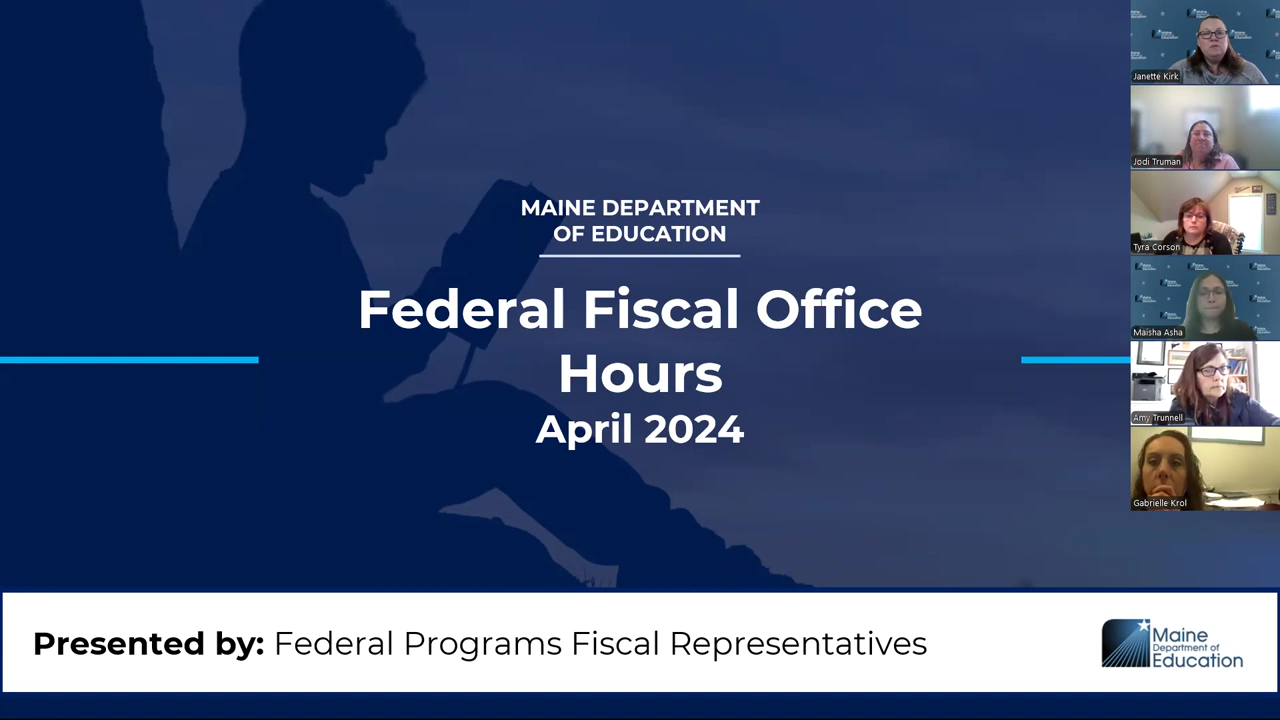 MAINE DEPARTMENT
OF EDUCATION
Federal Fiscal Office
Hours
April 2024
Presented by: Federal Programs Fiscal Representatives
Maine
Department of
Education
Janette Kirk
Jodi Truman
Tyra Corson
Maisha Asha
Amy Trunnell
Gabrielle Krol